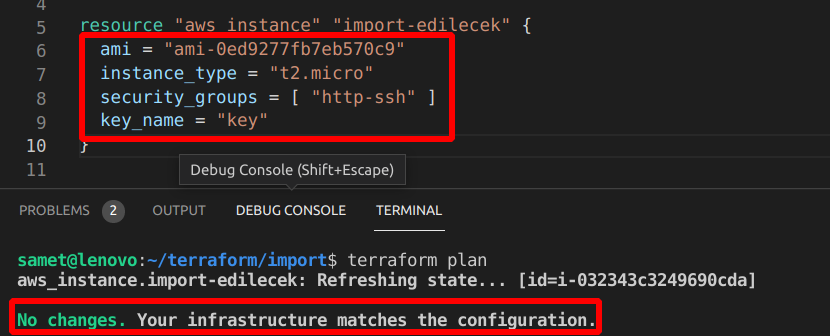 4
5 resource "aws_instance" "import-edilecek" {
6 ami = "ami-0ed9277fb7eb570c9"
7 instance_type = "t2.micro"
8 security_groups = [ "http-ssh" ]
9 key_name = "key"
10 }
11
Debug Console (Shift+Escape)
PROBLEMS 2 OUTPUT DEBUG CONSOLE TERMINAL
samet@lenovo:~/terraform/import$ terraform plan
aws_instance.import-edilecek: Refreshing state... [id=i-032343c3249690cda]
No changes. Your infrastructure matches the configuration.